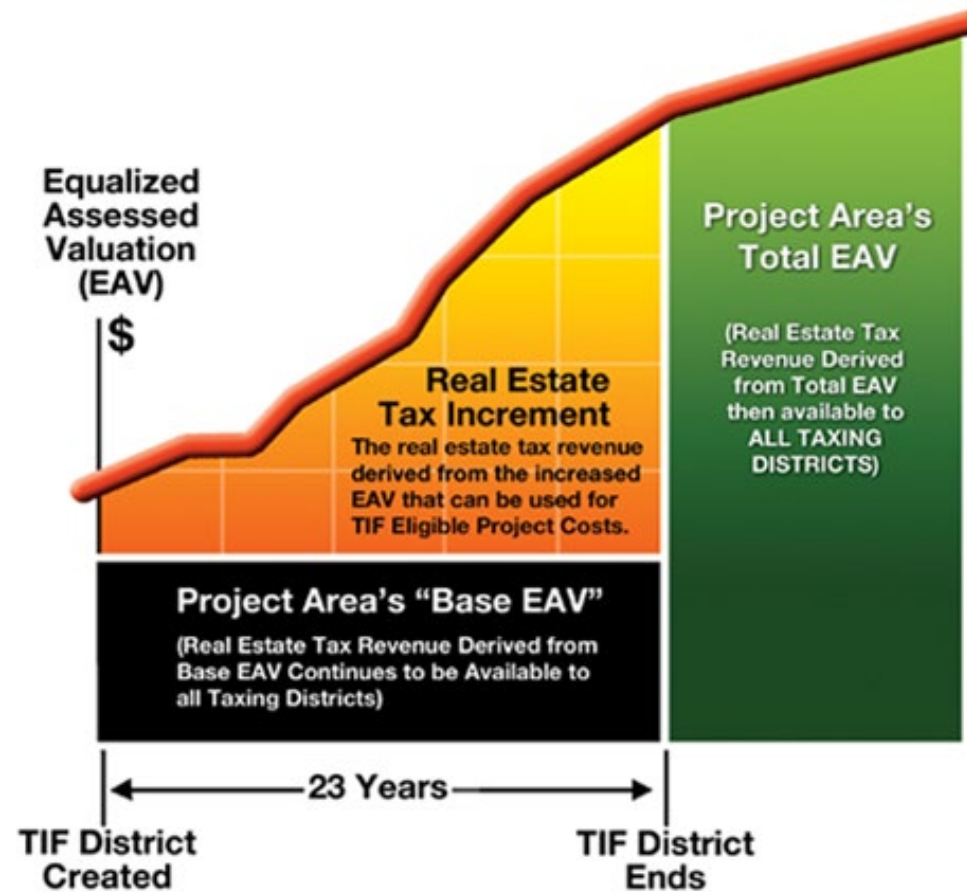 Equalized
Assessed
Valuation
(EAV)
$
Project Area's
Total EAV
(Real Estate Tax
Revenue Derived
from Total EAV
then available to
ALL TAXING
DISTRICTS)
Real Estate
Tax Increment
The real estate tax revenue
derived from the increased
EAV that can be used for
TIF Eligible Project Costs.
Project Area's “Base EAV”
(Real Estate Tax Revenue Derived from
Base EAV Continues to be Available to
all Taxing Districts)
23 Years
TIF District
Created
TIF District
Ends